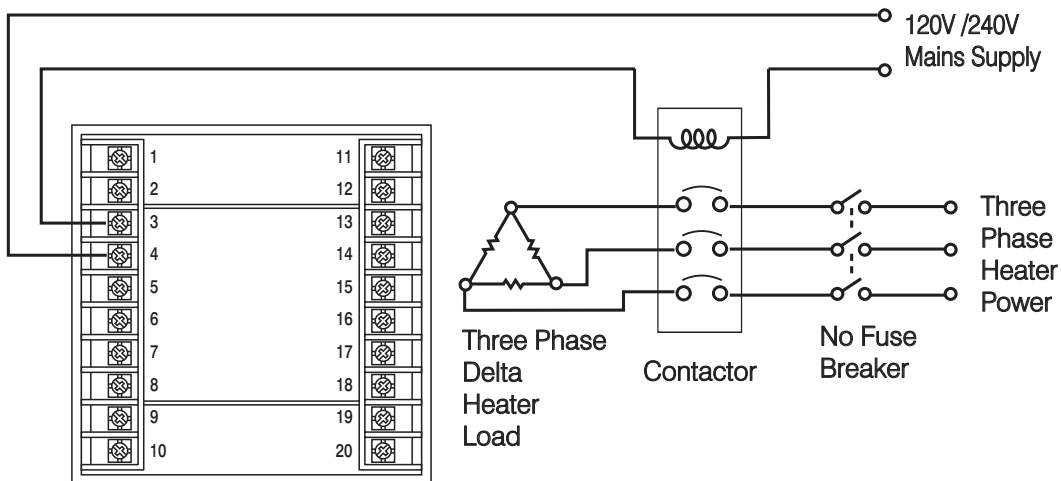 120V /240V
Mains Supply
1
2
3
4
5
6
7
8
9
10
11
12
13
14
15
16
17
18
19
20
Three Phase
Delta
Heater
Load
Contactor
No Fuse
Breaker
Three
Phase
Heater
Power